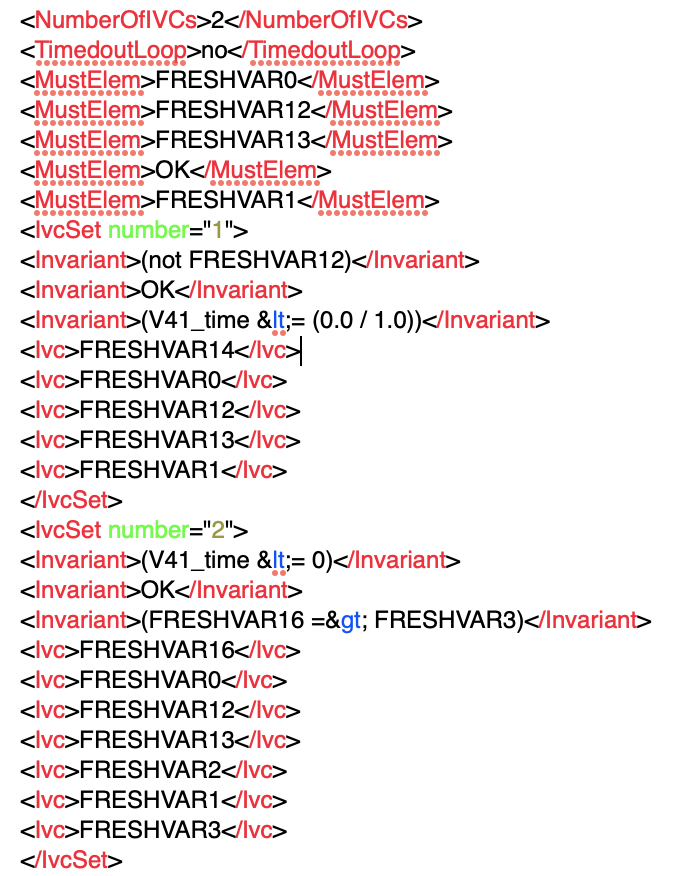 <NumberOfIVCs>2</NumberOfIVCs>
<TimedoutLoop>no</TimedoutLoop>
<MustElem>FRESHVAR0</MustElem>
<MustElem>FRESHVAR12</MustElem>
<MustElem>FRESHVAR13</MustElem>
<MustElem>OK</MustElem>
<MustElem>FRESHVAR1</MustElem>
<IvcSet number="1">
<Invariant>(not FRESHVAR12)</Invariant>
<Invariant>OK</Invariant>
<Invariant>(V41_time &lt;= (0.0 / 1.0))</Invariant>
<Ivc>FRESHVAR14</Ivc>
<Ivc>FRESHVAR0</Ivc>
<Ivc>FRESHVAR12</Ivc>
<Ivc>FRESHVAR13</Ivc>
<Ivc>FRESHVAR1</Ivc>
</IvcSet>
<IvcSet number="2">
<Invariant>(V41_time &lt;= 0)</Invariant>
<Invariant>OK</Invariant>
<Invariant>(FRESHVAR16 =&gt; FRESHVAR3)</Invariant>
<Ivc>FRESHVAR16</Ivc>
<Ivc>FRESHVAR0</Ivc>
<Ivc>FRESHVAR12</Ivc>
<Ivc>FRESHVAR13</Ivc>
<Ivc>FRESHVAR2</Ivc>
<Ivc>FRESHVAR1</Ivc>
<Ivc>FRESHVAR3</Ivc>
</IvcSet>